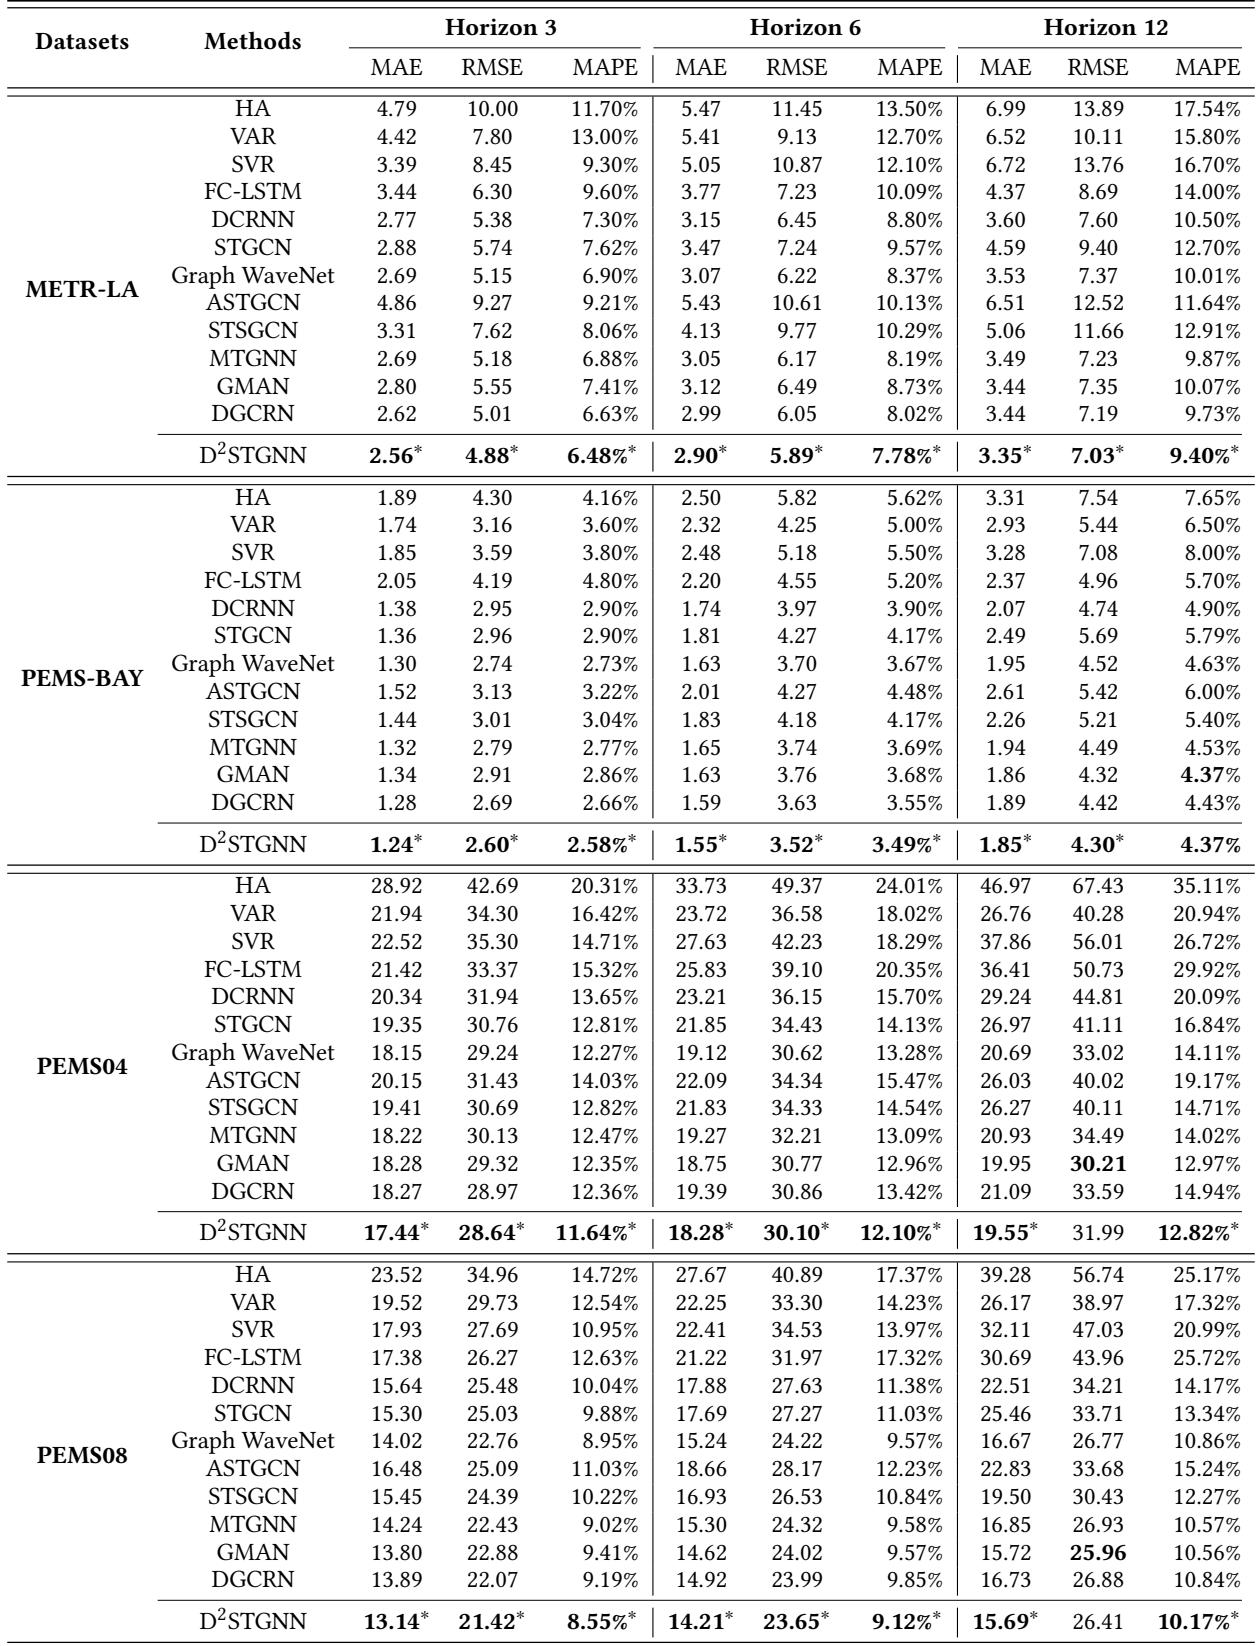 Datasets Methods Horizon 3 Horizon 6 Horizon 12
MAE RMSE MAPE MAE RMSE MAPE MAE RMSE MAPE
METR-LA
HA 4.79 10.00 11.70% 5.47 11.45 13.50% 6.99 13.89 17.54%
VAR 4.42 7.80 13.00% 5.41 9.13 12.70% 6.52 10.11 15.80%
SVR 3.39 8.45 9.30% 5.05 10.87 12.10% 6.72 13.76 16.70%
FC-LSTM 3.44 6.30 9.60% 3.77 7.23 10.09% 4.37 8.69 14.00%
DCRNN 2.77 5.38 7.30% 3.15 6.45 8.80% 3.60 7.60 10.50%
STGCN 2.88 5.74 7.62% 3.47 7.24 9.57% 4.59 9.40 12.70%
Graph WaveNet 2.69 5.15 6.90% 3.07 6.22 8.37% 3.53 7.37 10.01%
ASTGCN 4.86 9.27 9.21% 5.43 10.61 10.13% 6.51 12.52 11.64%
STSGCN 3.31 7.62 8.06% 4.13 9.77 10.29% 5.06 11.66 12.91%
MTGNN 2.69 5.18 6.88% 3.05 6.17 8.19% 3.49 7.23 9.87%
GMAN 2.80 5.55 7.41% 3.12 6.49 8.73% 3.44 7.35 10.07%
DGCRN 2.62 5.01 6.63% 2.99 6.05 8.02% 3.44 7.19 9.73%
D²STGNN 2.56* 4.88* 6.48%* 2.90* 5.89* 7.78%* 3.35* 7.03* 9.40%*
PEMS-BAY
HA 1.89 4.30 4.16% 2.50 5.82 5.62% 3.31 7.54 7.65%
VAR 1.74 3.16 3.60% 2.32 4.25 5.00% 2.93 5.44 6.50%
SVR 1.85 3.59 3.80% 2.48 5.18 5.50% 3.28 7.08 8.00%
FC-LSTM 2.05 4.19 4.80% 2.20 4.55 5.20% 2.37 4.96 5.70%
DCRNN 1.38 2.95 2.90% 1.74 3.97 3.90% 2.07 4.74 4.90%
STGCN 1.36 2.96 2.90% 1.81 4.27 4.17% 2.49 5.69 5.79%
Graph WaveNet 1.30 2.74 2.73% 1.63 3.70 3.67% 1.95 4.52 4.63%
ASTGCN 1.52 3.13 3.22% 2.01 4.27 4.48% 2.61 5.42 6.00%
STSGCN 1.44 3.01 3.04% 1.83 4.18 4.17% 2.26 5.21 5.40%
MTGNN 1.32 2.79 2.77% 1.65 3.74 3.69% 1.94 4.49 4.53%
GMAN 1.34 2.91 2.86% 1.63 3.76 3.68% 1.86 4.32 4.37%
DGCRN 1.28 2.69 2.66% 1.59 3.63 3.55% 1.89 4.42 4.43%
D²STGNN 1.24* 2.60* 2.58%* 1.55* 3.52* 3.49%* 1.85* 4.30* 4.37%
PEMS04
HA 28.92 42.69 20.31% 33.73 49.37 24.01% 46.97 67.43 35.11%
VAR 21.94 34.30 16.42% 23.72 36.58 18.02% 26.76 40.28 20.94%
SVR 22.52 35.30 14.71% 27.63 42.23 18.29% 37.86 56.01 26.72%
FC-LSTM 21.42 33.37 15.32% 25.83 39.10 20.35% 36.41 50.73 29.92%
DCRNN 20.34 31.94 13.65% 23.21 36.15 15.70% 29.24 44.81 20.09%
STGCN 19.35 30.76 12.81% 21.85 34.43 14.13% 26.97 41.11 16.84%
Graph WaveNet 18.15 29.24 12.27% 19.12 30.62 13.28% 20.69 33.02 14.11%
ASTGCN 20.15 31.43 14.03% 22.09 34.34 15.47% 26.03 40.02 19.17%
STSGCN 19.41 30.69 12.82% 21.83 34.33 14.54% 26.27 40.11 14.71%
MTGNN 18.22 30.13 12.47% 19.27 32.21 13.09% 20.93 34.49 14.02%
GMAN 18.28 29.32 12.35% 18.75 30.77 12.96% 19.95 30.21 12.97%
DGCRN 18.27 28.97 12.36% 19.39 30.86 13.42% 21.09 33.59 14.94%
D²STGNN 17.44* 28.64* 11.64%* 18.28* 30.10* 12.10%* 19.55* 31.99 12.82%*
PEMS08
HA 23.52 34.96 14.72% 27.67 40.89 17.37% 39.28 56.74 25.17%
VAR 19.52 29.73 12.54% 22.25 33.30 14.23% 26.17 38.97 17.32%
SVR 17.93 27.69 10.95% 22.41 34.53 13.97% 32.11 47.03 20.99%
FC-LSTM 17.38 26.27 12.63% 21.22 31.97 17.32% 30.69 43.96 25.72%
DCRNN 15.64 25.48 10.04% 17.88 27.63 11.38% 22.51 34.21 14.17%
STGCN 15.30 25.03 9.88% 17.69 27.27 11.03% 25.46 33.71 13.34%
Graph WaveNet 14.02 22.76 8.95% 15.24 24.22 9.57% 16.67 26.77 10.86%
ASTGCN 16.48 25.09 11.03% 18.66 28.17 12.23% 22.83 33.68 15.24%
STSGCN 15.45 24.39 10.22% 16.93 26.53 10.84% 19.50 30.43 12.27%
MTGNN 14.24 22.43 9.02% 15.30 24.32 9.58% 16.85 26.93 10.57%
GMAN 13.80 22.88 9.41% 14.62 24.02 9.57% 15.72 25.96 10.56%
DGCRN 13.89 22.07 9.19% 14.92 23.99 9.85% 16.73 26.88 10.84%
D²STGNN 13.14* 21.42* 8.55%* 14.21* 23.65* 9.12%* 15.69* 26.41 10.17%*